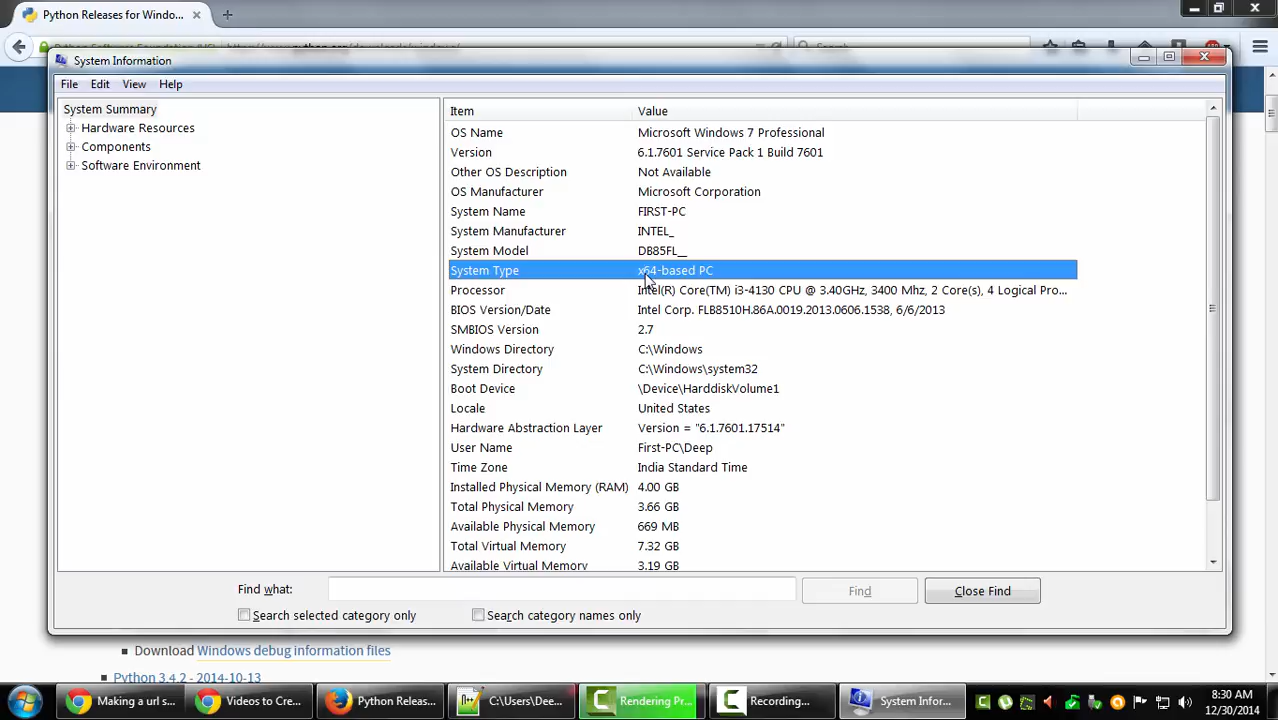 Python Releases for Windo...
Search
System Information
File Edit View Help
System Summary
Hardware Resources
Components
Software Environment
Item Value
OS Name Microsoft Windows 7 Professional
Version 6.1.7601 Service Pack 1 Build 7601
Other OS Description Not Available
OS Manufacturer Microsoft Corporation
System Name FIRST-PC
System Manufacturer INTEL_
System Model DB85FL__
System Type x64-based PC
Processor Intel(R) Core(TM) i3-4130 CPU @ 3.40GHz, 3400 Mhz, 2 Core(s), 4 Logical Pro...
BIOS Version/Date Intel Corp. FLB8510H.86A.0019.2013.0606.1538, 6/6/2013
SMBIOS Version 2.7
Windows Directory C:\Windows
System Directory C:\Windows\system32
Boot Device \Device\HarddiskVolume1
Locale United States
Hardware Abstraction Layer Version = "6.1.7601.17514"
User Name First-PC\Deep
Time Zone India Standard Time
Installed Physical Memory (RAM) 4.00 GB
Total Physical Memory 3.66 GB
Available Physical Memory 669 MB
Total Virtual Memory 7.32 GB
Available Virtual Memory 3.19 GB
Find what: Find Close Find
Search selected category only Search category names only
Download Windows debug information files
Python 3.4.2 - 2014-10-13
Making a url s... Videos to Cre... Python Releas... C:\Users\Dee... Rendering Pr... Recording... System Infor...
8:30 AM
12/30/2014